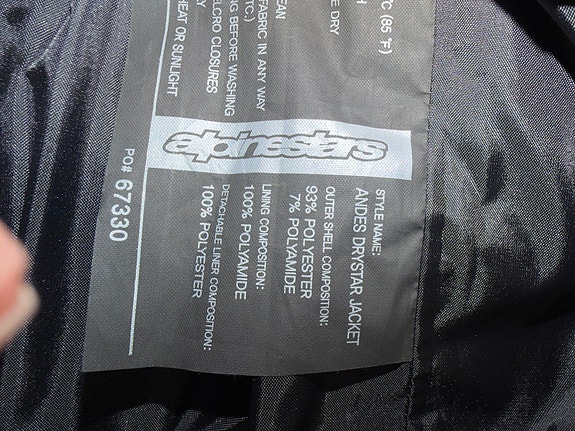 °C (85 °F)
E DRY
EAN
TC.)
FABRIC IN ANY WAY
NG BEFORE WASHING
LCRO CLOSURES
HEAT OR SUNLIGHT
alpinestars
STYLE NAME:
ANDES DRYSTAR JACKET
OUTER SHELL COMPOSITION:
93% POLYESTER
7% POLYAMIDE
LINING COMPOSITION:
100% POLYAMIDE
DETACHABLE LINER COMPOSITION:
100% POLYESTER
PO# 67330